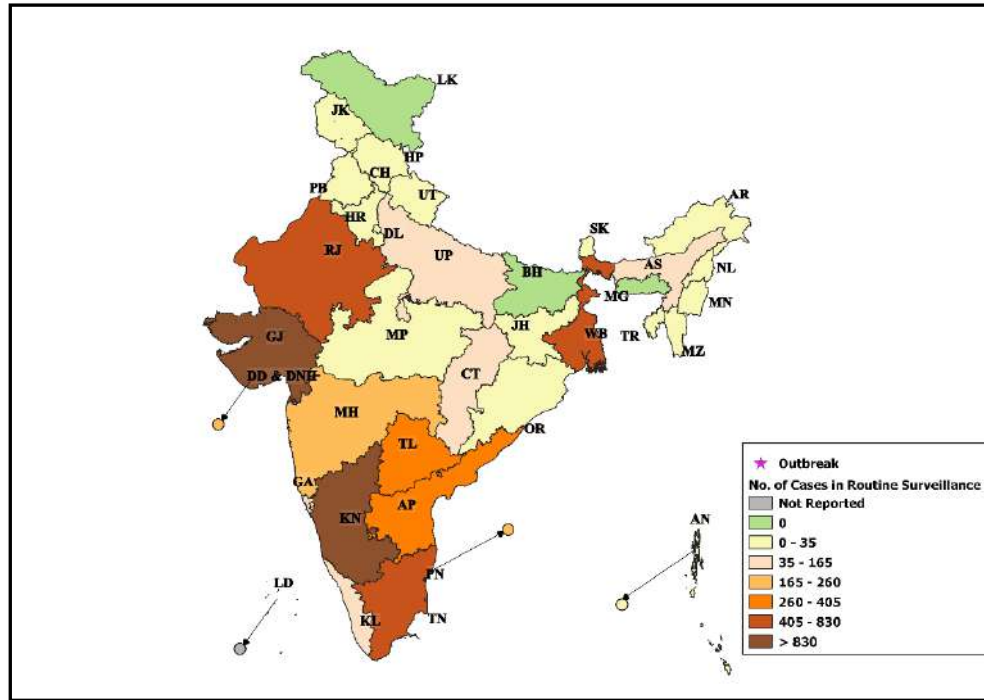 LK
JK
HP
CH
PB
UT
AR
HR
SK
DL
RJ
UP
AS
NL
BH
MG
MN
GJ
MP
JH
WB
TR
MZ
DD & DNH
CT
MH
OR
TL
GA
KN
AP
AN
PN
LD
KL
TN
Outbreak
No. of Cases in Routine Surveillance
Not Reported
0
0 - 35
35 - 165
165 - 260
260 - 405
405 - 830
> 830